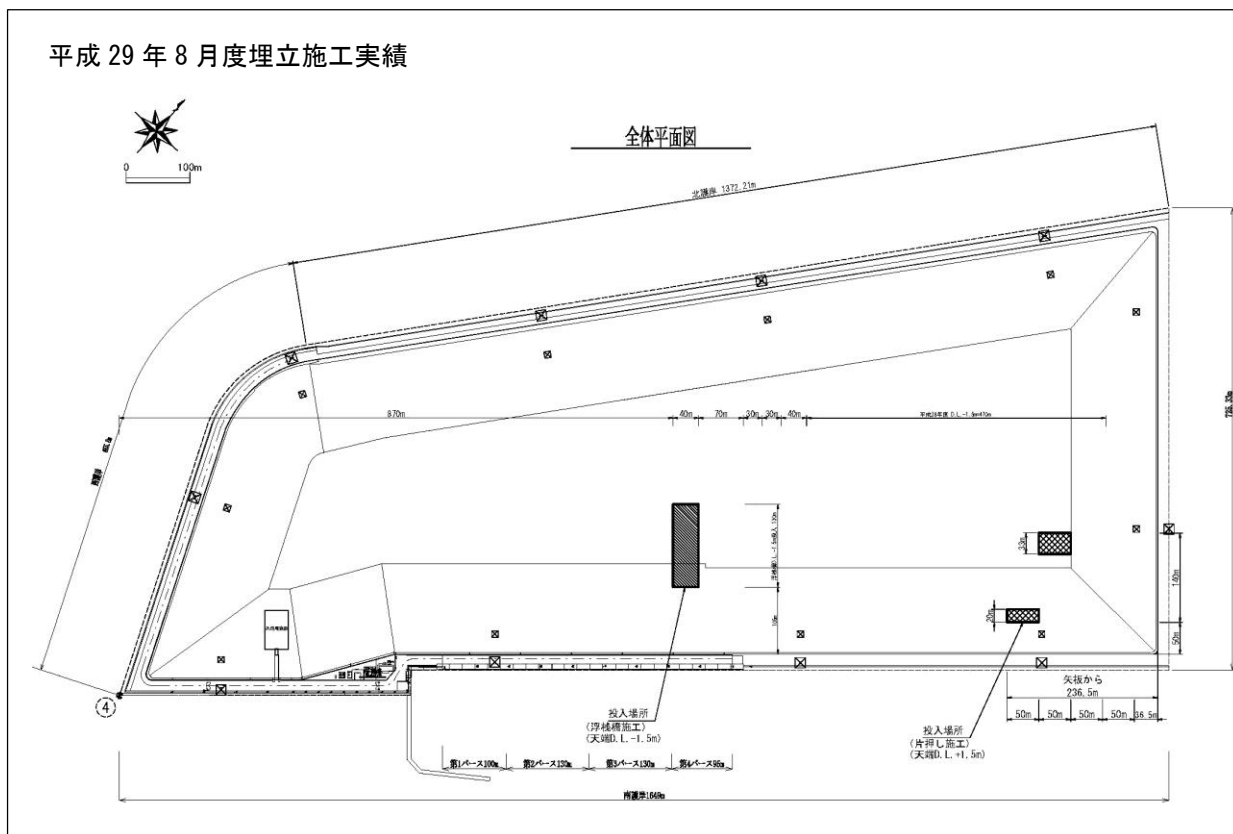 平成 29 年 8 月度埋立施工実績
全体平面図
0 100m
北護岸 1372.21m
870m
40m
70m
30m
30m
40m
33m
140m
20m
50m
矢板から
236.5m
50m
50m
50m
50m
36.5m
④
投入場所
(浮桟橋施工)
(天端D.L.-1.5m)
投入場所
(片押し施工)
(天端D.L.+1.5m)
第1バース100m
第2バース130m
第3バース130m
第4バース95m
南護岸1649m